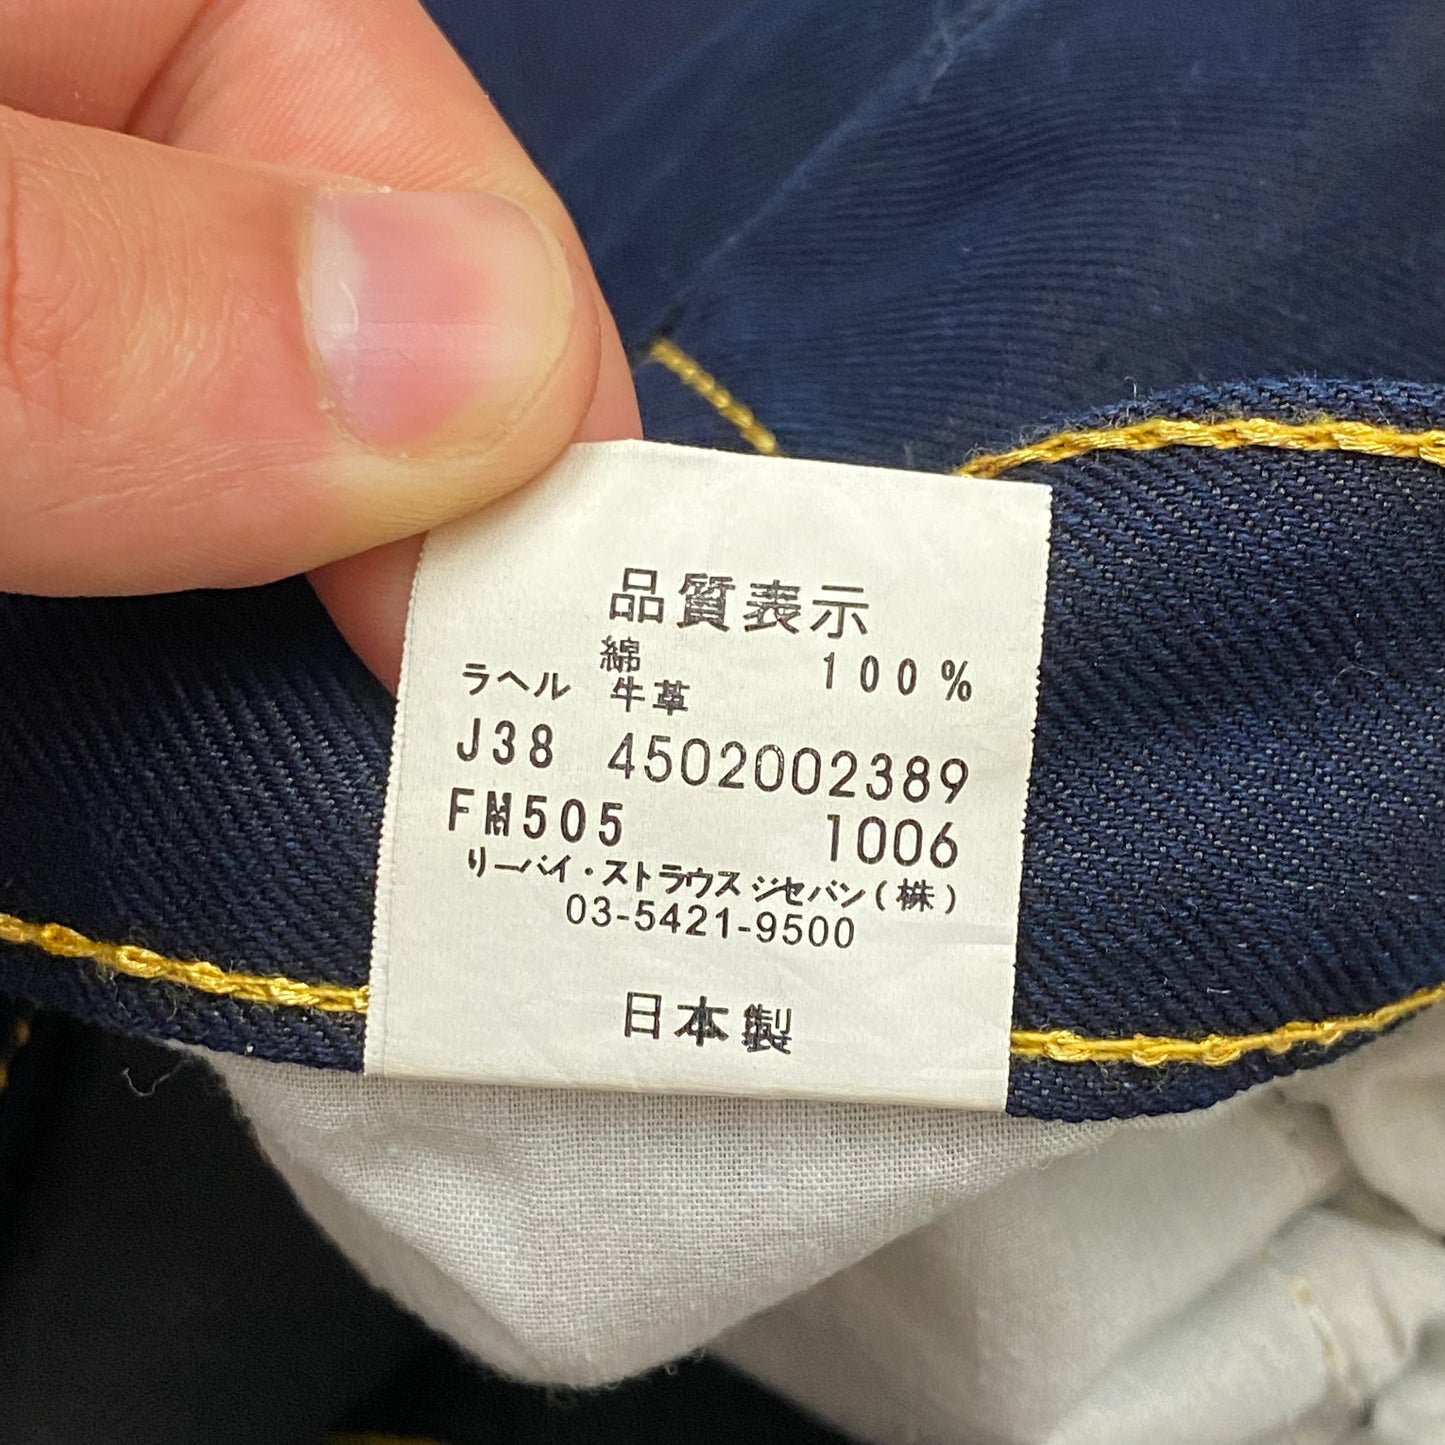 品質表示
綿 100%
ラヘル 牛革
J38 4502002389
FM505 1006
リーバイ・ストラウス ジャパン(株)
03-5421-9500
日本製